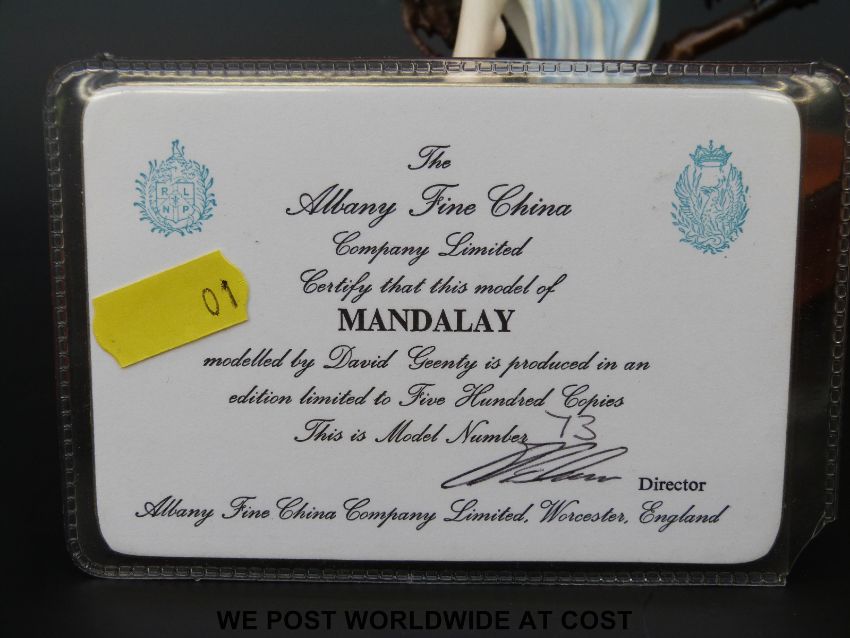 The
Albany Fine China
Company Limited
R L
N P
Certify that this model of
MANDALAY
01
modelled by David Geenty is produced in an
edition limited to Five Hundred Copies
This is Model Number 73
Director
Albany Fine China Company Limited, Worcester, England
WE POST WORLDWIDE AT COST